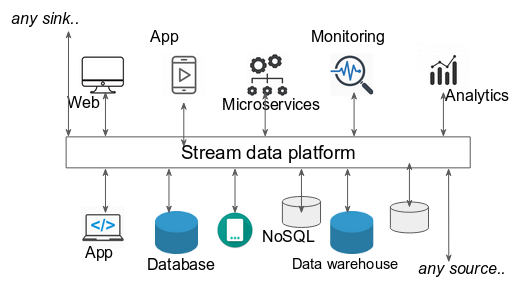 any sink..
App
Monitoring
Web
Microservices
Analytics
Stream data platform
</>
App
Database
NoSQL
Data warehouse
any source..